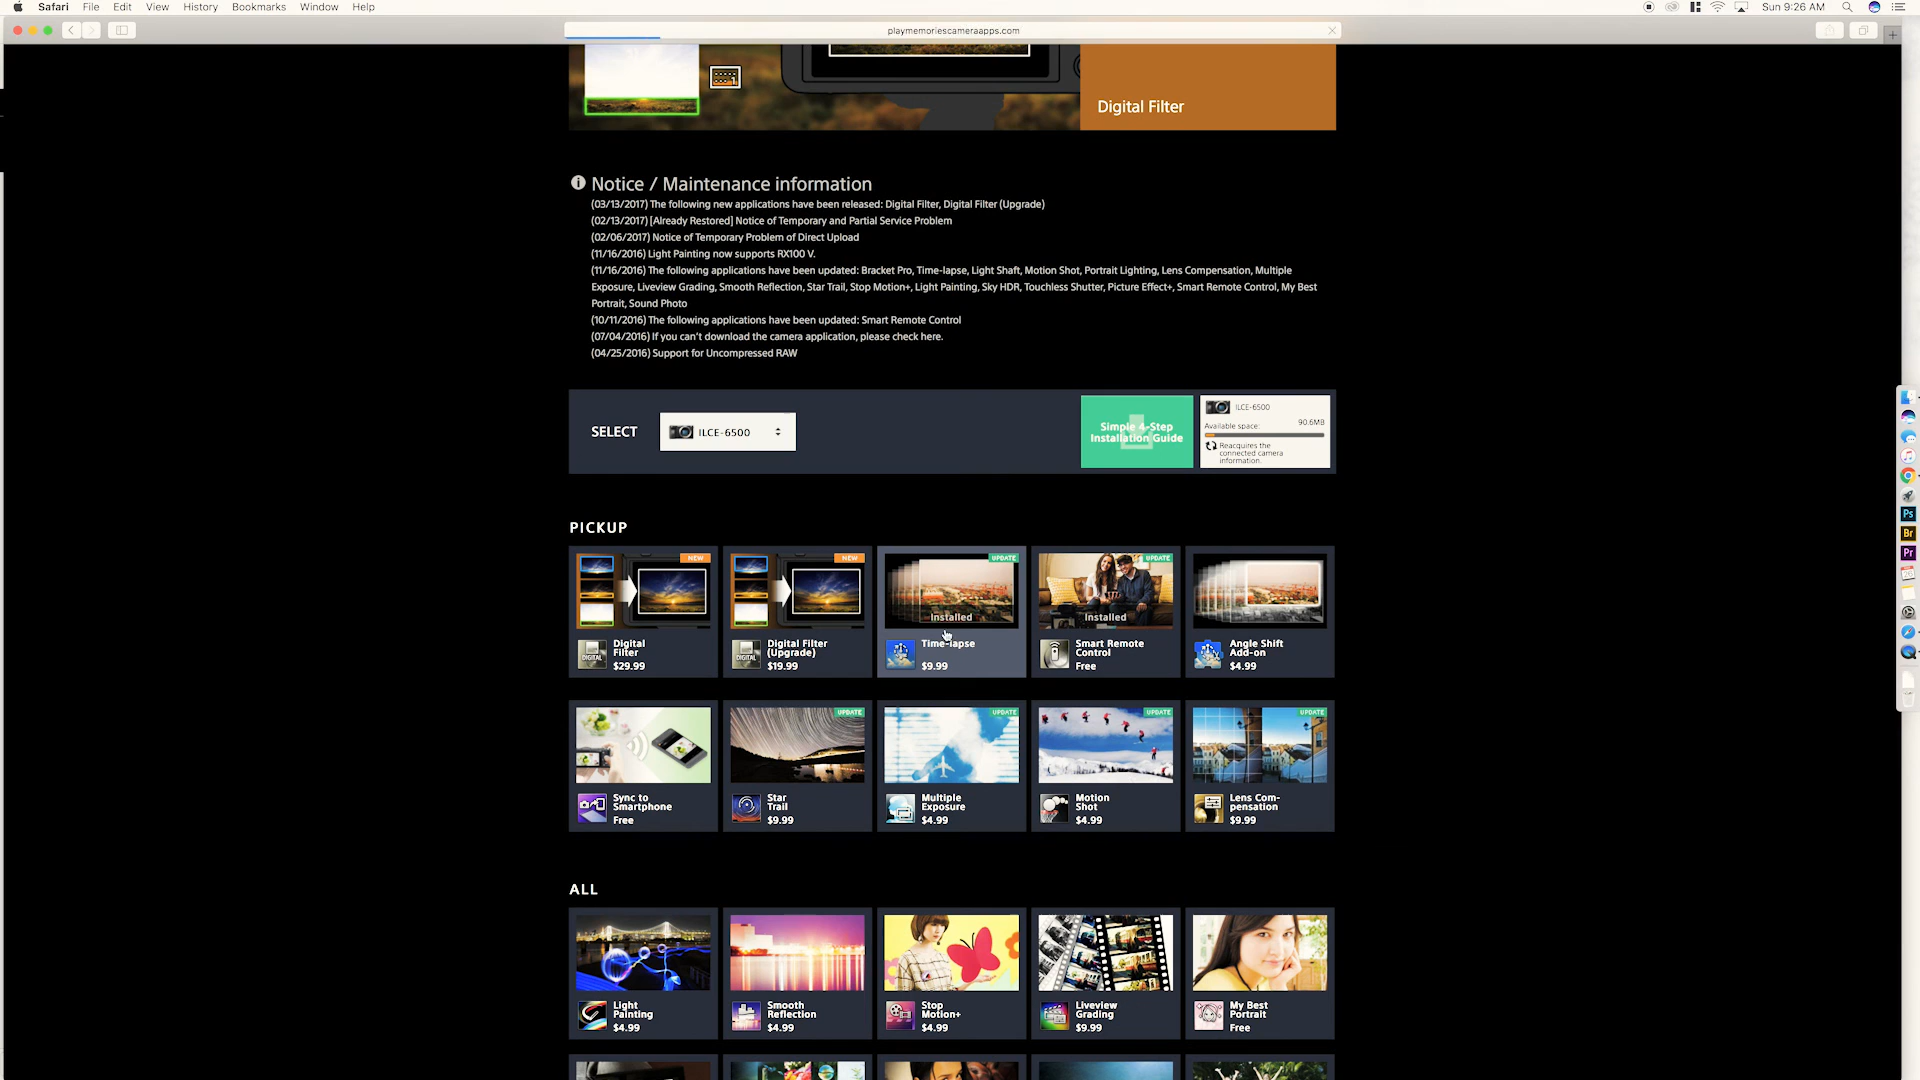 Safari File Edit View History Bookmarks Window Help
Sun 9:26 AM
playmemoriescameraapps.com
Digital Filter
Notice / Maintenance information
(03/13/2017) The following new applications have been released: Digital Filter, Digital Filter (Upgrade)
(02/13/2017) [Already Restored] Notice of Temporary and Partial Service Problem
(02/06/2017) Notice of Temporary Problem of Direct Upload
(11/16/2016) Light Painting now supports RX100 V.
(11/16/2016) The following applications have been updated: Bracket Pro, Time-lapse, Light Shaft, Motion Shot, Portrait Lighting, Lens Compensation, Multiple
Exposure, Liveview Grading, Smooth Reflection, Star Trail, Stop Motion+, Light Painting, Sky HDR, Touchless Shutter, Picture Effect+, Smart Remote Control, My Best
Portrait, Sound Photo
(10/11/2016) The following applications have been updated: Smart Remote Control
(07/04/2016) If you can't download the camera application, please check here.
(04/25/2016) Support for Uncompressed RAW
SELECT
ILCE-6500
Simple 4-Step
Installation Guide
ILCE-6500
Available space:
90.6MB
Reacquires the
connected camera
information.
PICKUP
NEW
DIGITAL
Digital
Filter
$29.99
NEW
DIGITAL
Digital Filter
(Upgrade)
$19.99
UPDATE
Installed
Time-lapse
$9.99
UPDATE
Installed
Smart Remote
Control
Free
Angle Shift
Add-on
$4.99
Sync to
Smartphone
Free
UPDATE
Star
Trail
$9.99
UPDATE
Multiple
Exposure
$4.99
UPDATE
Motion
Shot
$4.99
UPDATE
Lens Com-
pensation
$9.99
ALL
Light
Painting
$4.99
Smooth
Reflection
$4.99
Stop
Motion+
$4.99
Liveview
Grading
$9.99
My Best
Portrait
Free
Ps
Br
Pr